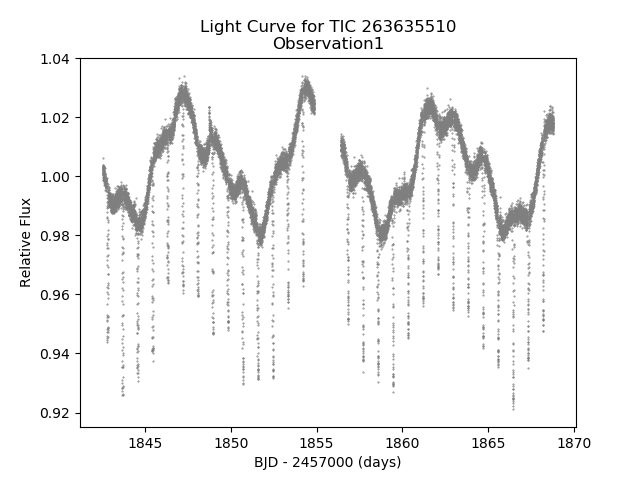 Light Curve for TIC 263635510
Observation1
1.04
1.02
1.00
0.98
0.96
0.94
0.92
Relative Flux
1845 1850 1855 1860 1865 1870
BJD - 2457000 (days)